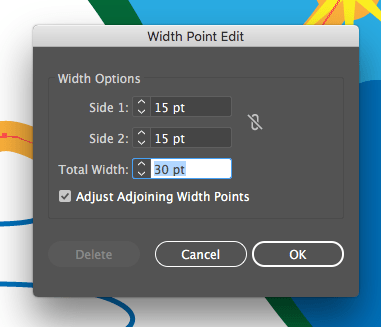 Width Point Edit
Width Options
Side 1: 15 pt
Side 2: 15 pt
Total Width: 30 pt
Adjust Adjoining Width Points
Delete Cancel OK